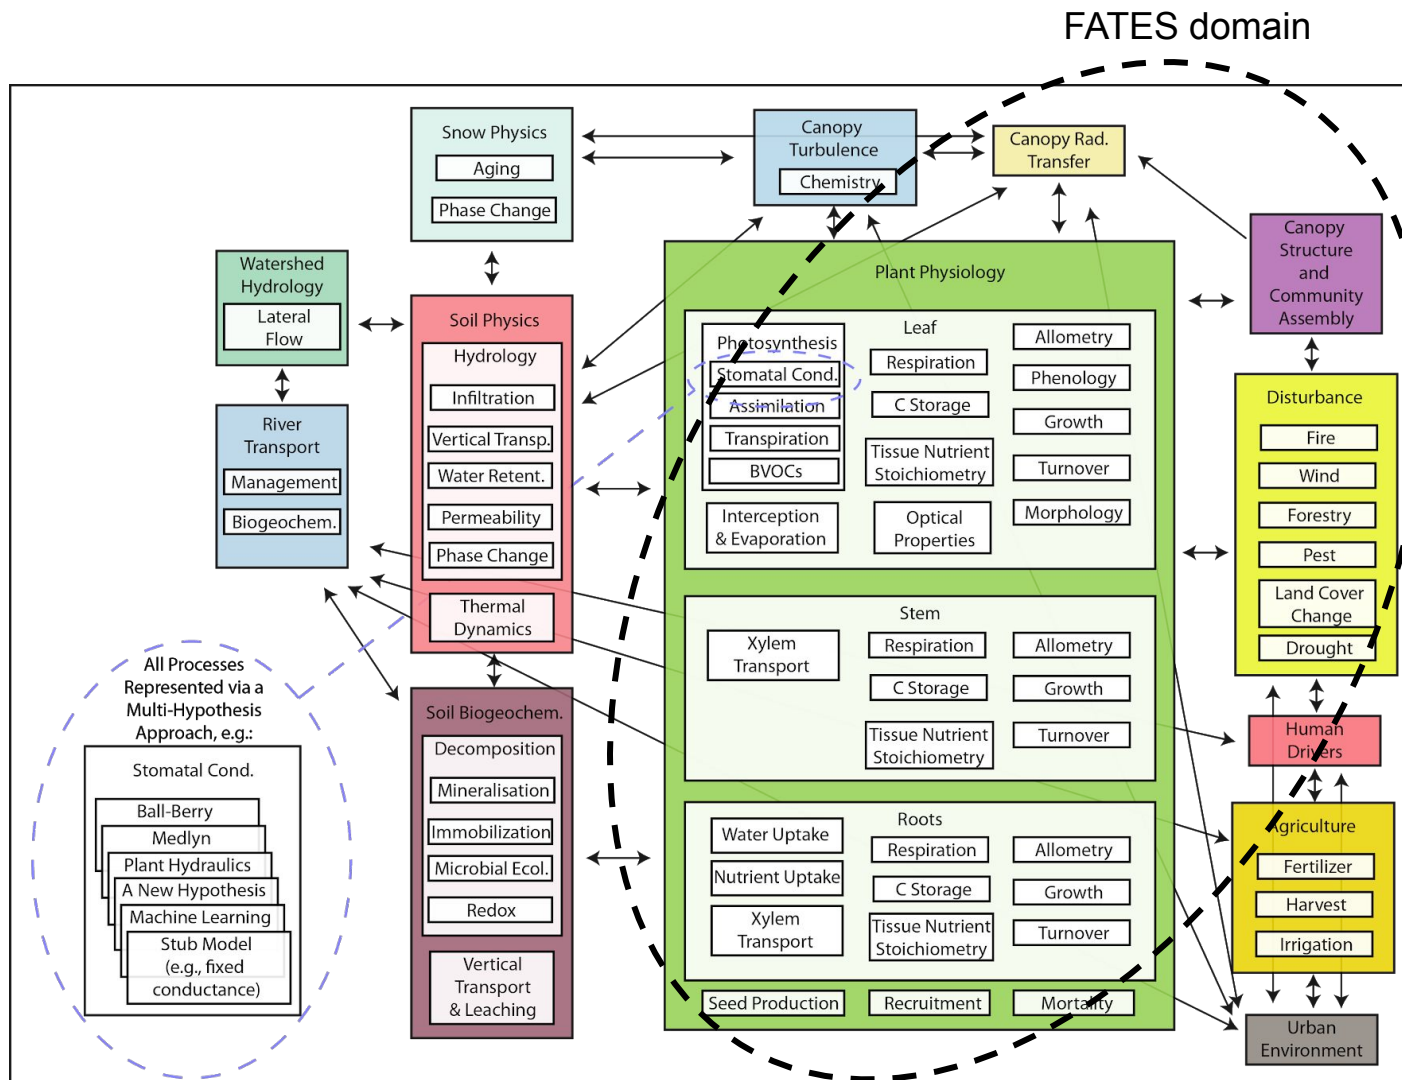 FATES domain
Snow Physics
Aging
Phase Change
Canopy
Turbulence
Chemistry
Canopy Rad.
Transfer
Canopy
Structure
and
Community
Assembly
Watershed
Hydrology
Lateral
Flow
River
Transport
Management
Biogeochem.
Soil Physics
Hydrology
Infiltration
Vertical Transp.
Water Retent.
Permeability
Phase Change
Thermal
Dynamics
Soil Biogeochem.
Decomposition
Mineralisation
Immobilization
Microbial Ecol.
Redox
Vertical
Transport
& Leaching
Plant Physiology
Leaf
Photosynthesis
Stomatal Cond.
Assimilation
Transpiration
BVOCs
Interception
& Evaporation
Respiration
C Storage
Tissue Nutrient
Stoichiometry
Optical
Properties
Allometry
Phenology
Growth
Turnover
Morphology
Stem
Xylem
Transport
Respiration
C Storage
Tissue Nutrient
Stoichiometry
Allometry
Growth
Turnover
Roots
Water Uptake
Nutrient Uptake
Xylem
Transport
Respiration
C Storage
Tissue Nutrient
Stoichiometry
Allometry
Growth
Turnover
Seed Production
Recruitment
Mortality
Disturbance
Fire
Wind
Forestry
Pest
Land Cover
Change
Drought
Human
Drivers
Agriculture
Fertilizer
Harvest
Irrigation
Urban
Environment
All Processes
Represented via a
Multi-Hypothesis
Approach, e.g.:
Stomatal Cond.
Ball-Berry
Medlyn
Plant Hydraulics
A New Hypothesis
Machine Learning
Stub Model
(e.g., fixed
conductance)